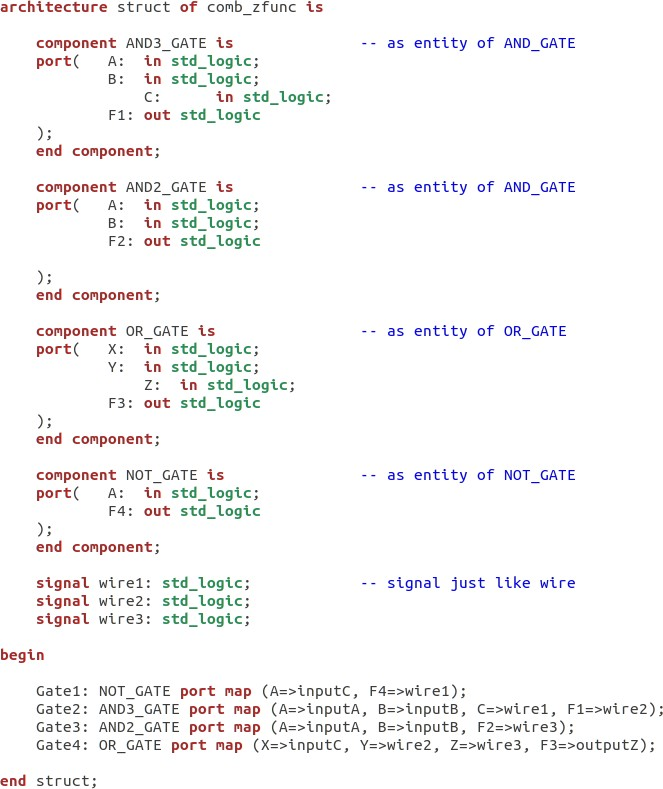 architecture struct of comb_zfunc is
component AND3_GATE is -- as entity of AND_GATE
port( A: in std_logic;
B: in std_logic;
C: in std_logic;
F1: out std_logic
);
end component;
component AND2_GATE is -- as entity of AND_GATE
port( A: in std_logic;
B: in std_logic;
F2: out std_logic
);
end component;
component OR_GATE is -- as entity of OR_GATE
port( X: in std_logic;
Y: in std_logic;
Z: in std_logic;
F3: out std_logic
);
end component;
component NOT_GATE is -- as entity of NOT_GATE
port( A: in std_logic;
F4: out std_logic
);
end component;
signal wire1: std_logic; -- signal just like wire
signal wire2: std_logic;
signal wire3: std_logic;
begin
Gate1: NOT_GATE port map (A=>inputC, F4=>wire1);
Gate2: AND3_GATE port map (A=>inputA, B=>inputB, C=>wire1, F1=>wire2);
Gate3: AND2_GATE port map (A=>inputA, B=>inputB, F2=>wire3);
Gate4: OR_GATE port map (X=>inputC, Y=>wire2, Z=>wire3, F3=>outputZ);
end struct;